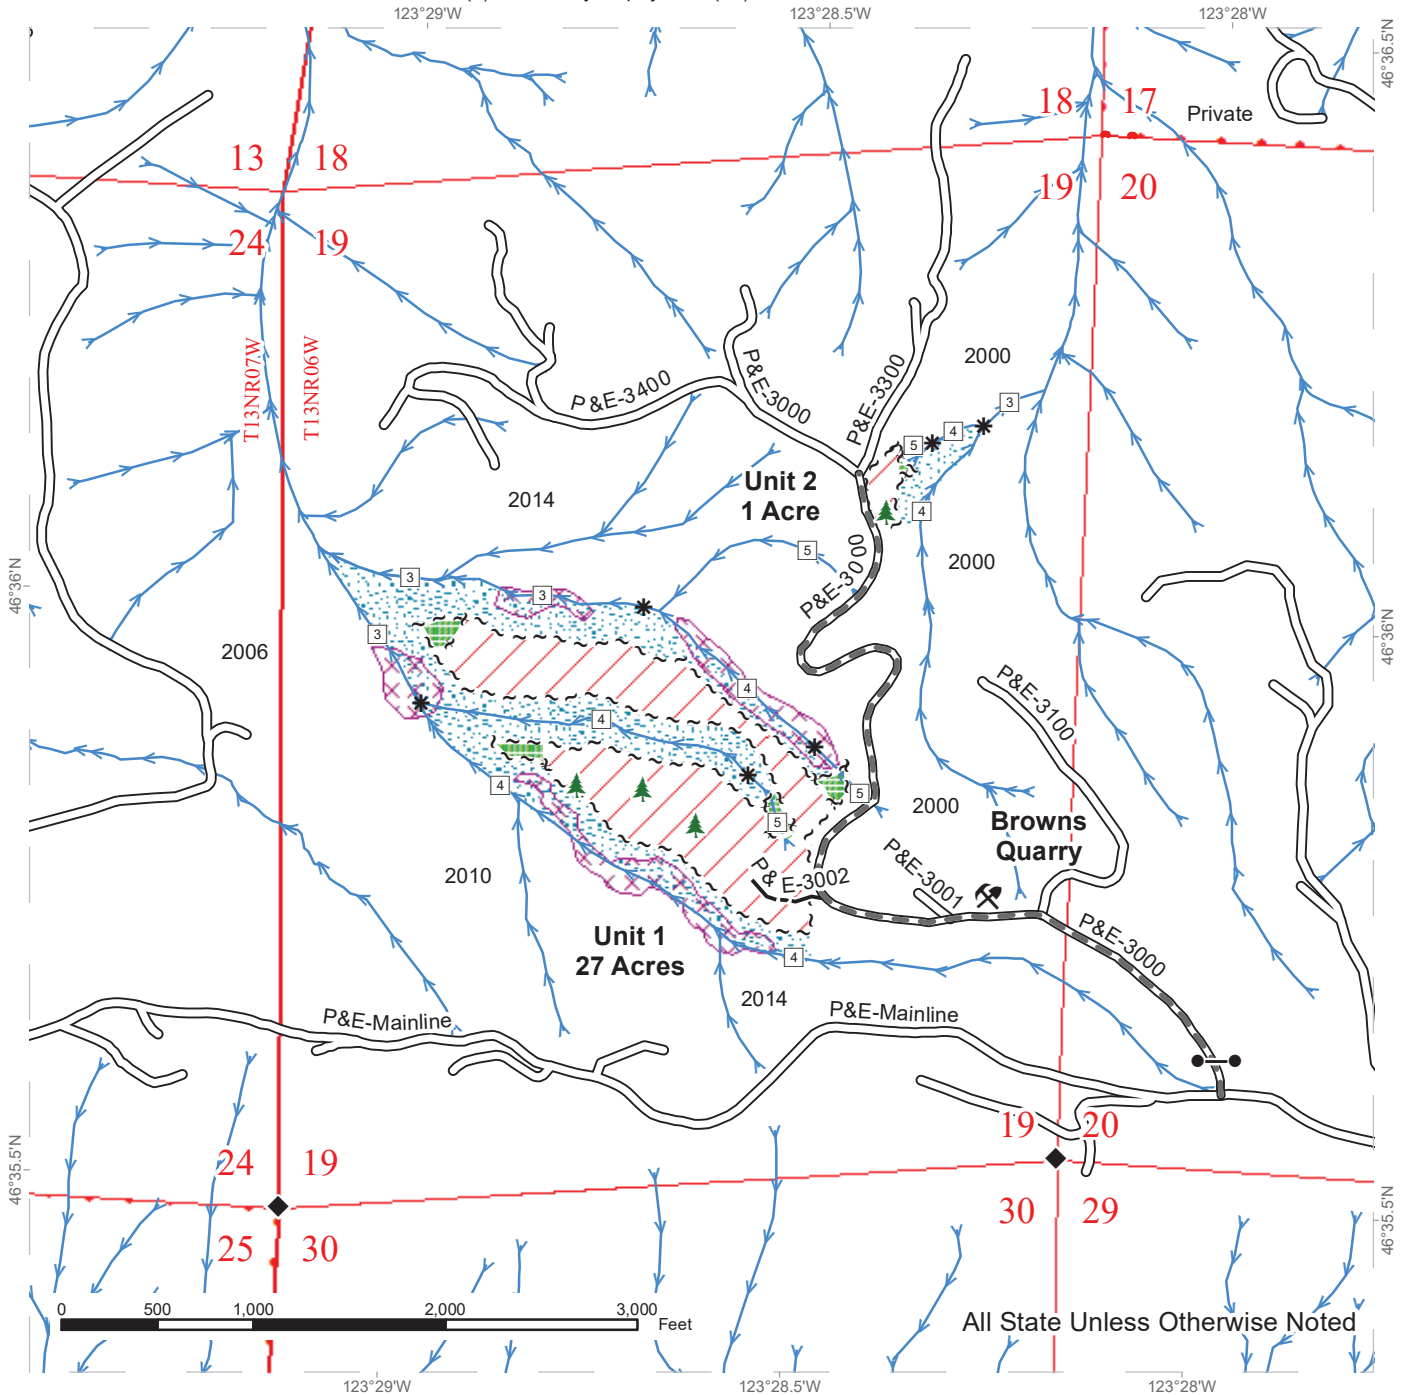 123°29'W
123°28.5'W
123°28'W
46°36.5'N
18 17
Private
13 18
19 20
24 19
T13NR07W
T13NR06W
2000
P&E-3400
P&E-3000
P&E-3300
3
4
5
Unit 2
1 Acre
2014
4
5
2000
P&E-3000
46°36'N
46°36'N
3
3
3
2006
P&E-3100
4
4
4
5
2000
Browns
Quarry
5
P&E-3001
P&E-3002
2010
Unit 1
27 Acres
4
P&E-3000
2014
P&E-Mainline
P&E-Mainline
19 20
24 19
46°35.5'N
30 29
46°35.5'N
25 30
0 500 1,000 2,000 3,000
Feet
All State Unless Otherwise Noted
123°29'W
123°28.5'W
123°28'W